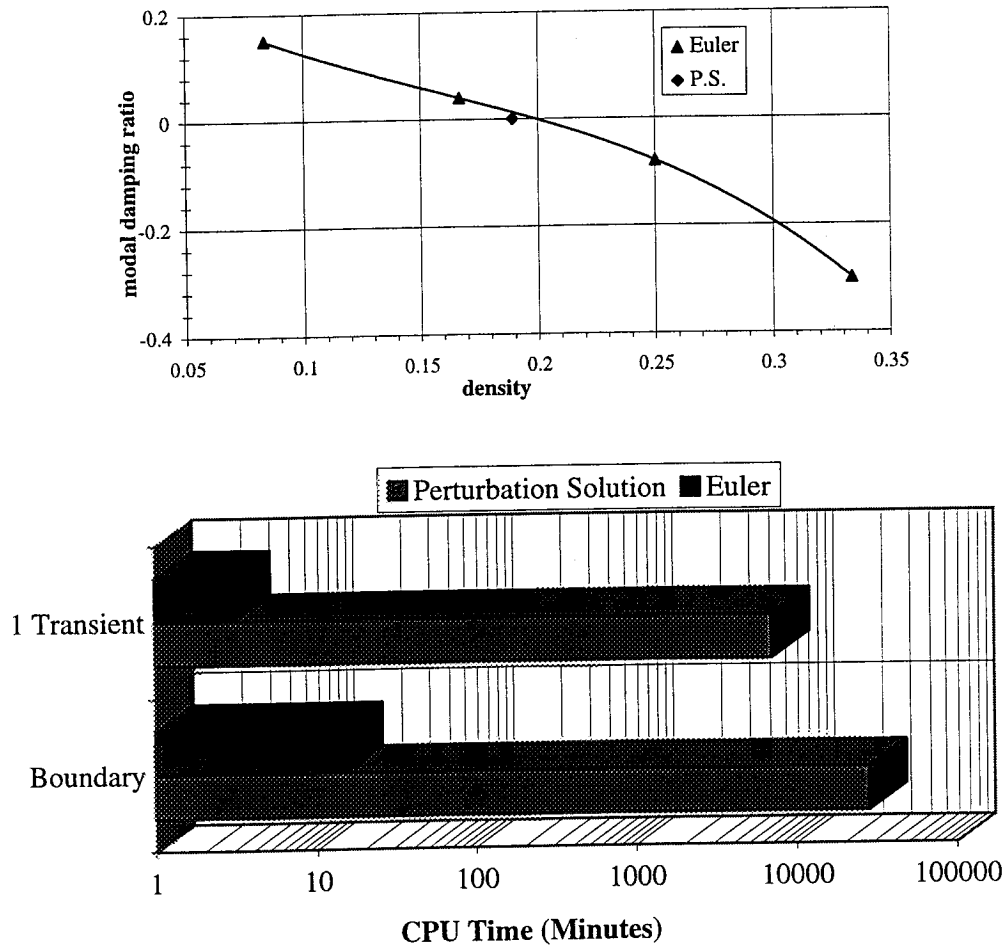 0.2
0
-0.2
-0.4
modal damping ratio
Euler
P.S.
0.05 0.1 0.15 0.2 0.25 0.3 0.35
density
Perturbation Solution Euler
1 Transient
Boundary
1 10 100 1000 10000 100000
CPU Time (Minutes)